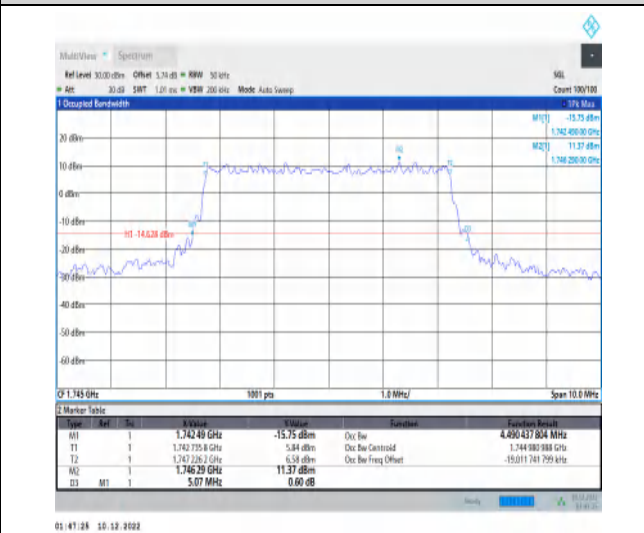 MultiView Spectrum
Ref Level 30.00 dBm Offset 5.74 dB RBW 50 kHz SGL
Att 30 dB SWT 1.01 ms VBW 200 kHz Mode Auto Sweep Count 100/100
1 Occupied Bandwidth 1Pk Max
M1[1] -15.75 dBm
1.742 490 00 GHz
M2[1] 11.37 dBm
1.746 290 00 GHz
20 dBm
10 dBm
0 dBm
-10 dBm
H1 -14.628 dBm
-20 dBm
-30 dBm
-40 dBm
-50 dBm
-60 dBm
T1
M2
T2
M1
D3
CF 1.745 GHz 1001 pts 1.0 MHz/ Span 10.0 MHz
2 Marker Table
Type Ref Trc X-Value Y-Value Function Function Result
M1 1 1.742 49 GHz -15.75 dBm Occ Bw 4.490 437 804 MHz
T1 1 1.742 735 8 GHz 5.84 dBm Occ Bw Centroid 1.744 980 988 GHz
T2 1 1.747 226 2 GHz 6.58 dBm Occ Bw Freq Offset -19.011 741 799 kHz
M2 1 1.746 29 GHz 11.37 dBm
D3 M1 1 5.07 MHz 0.60 dB
Ready
01:47:25 10.12.2022